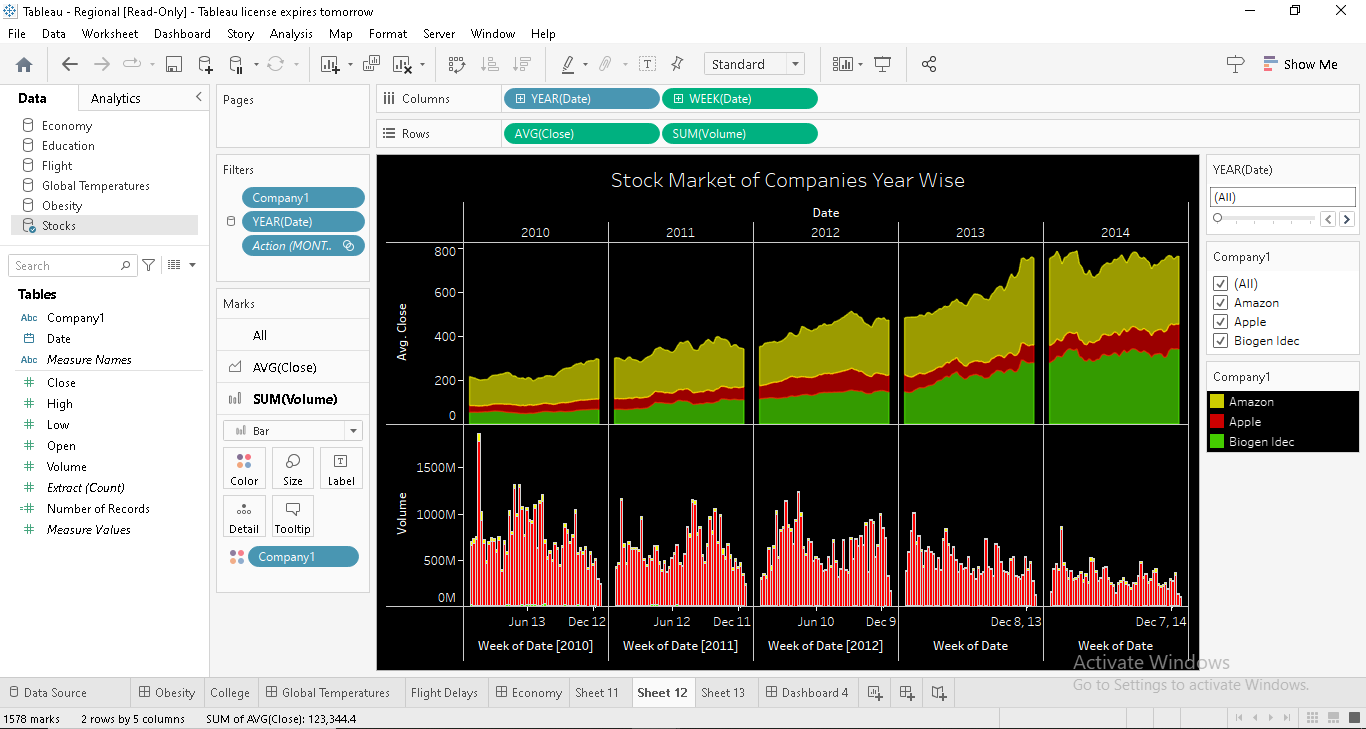 Tableau - Regional [Read-Only] - Tableau license expires tomorrow
File Data Worksheet Dashboard Story Analysis Map Format Server Window Help
Standard
Show Me
Data
Analytics
Economy
Education
Flight
Global Temperatures
Obesity
Stocks
Search
Tables
Abc Company1
Date
Abc Measure Names
Close
High
Low
Open
Volume
Extract (Count)
Number of Records
Measure Values
Pages
Filters
Company1
YEAR(Date)
Action (MONT..
Marks
All
AVG(Close)
SUM(Volume)
Bar
Color Size Label
Detail Tooltip
Company1
Columns YEAR(Date) WEEK(Date)
Rows AVG(Close) SUM(Volume)
Stock Market of Companies Year Wise
Date
2010 2011 2012 2013 2014
Avg. Close
800
600
400
200
0
Volume
1500M
1000M
500M
0M
Jun 13 Dec 12 Jun 12 Dec 11 Jun 10 Dec 9 Dec 8, 13 Dec 7, 14
Week of Date [2010] Week of Date [2011] Week of Date [2012] Week of Date Week of Date
YEAR(Date)
(All)
Company1
(All)
Amazon
Apple
Biogen Idec
Company1
Amazon
Apple
Biogen Idec
Activate Windows
Go to Settings to activate Windows.
Data Source Obesity College Global Temperatures Flight Delays Economy Sheet 11 Sheet 12 Sheet 13 Dashboard 4
1578 marks 2 rows by 5 columns SUM of AVG(Close): 123,344.4